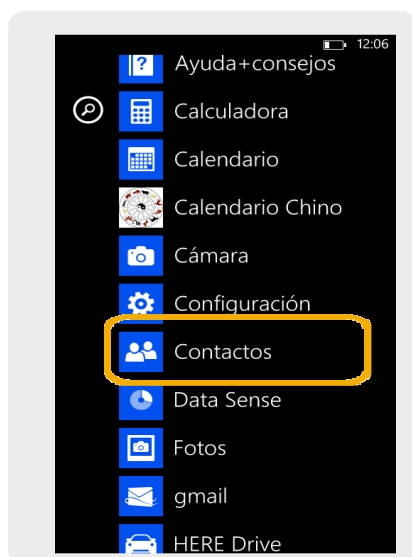 12:06
Ayuda+consejos
Calculadora
Calendario
Calendario Chino
Cámara
Configuración
Contactos
Data Sense
Fotos
gmail
HERE Drive